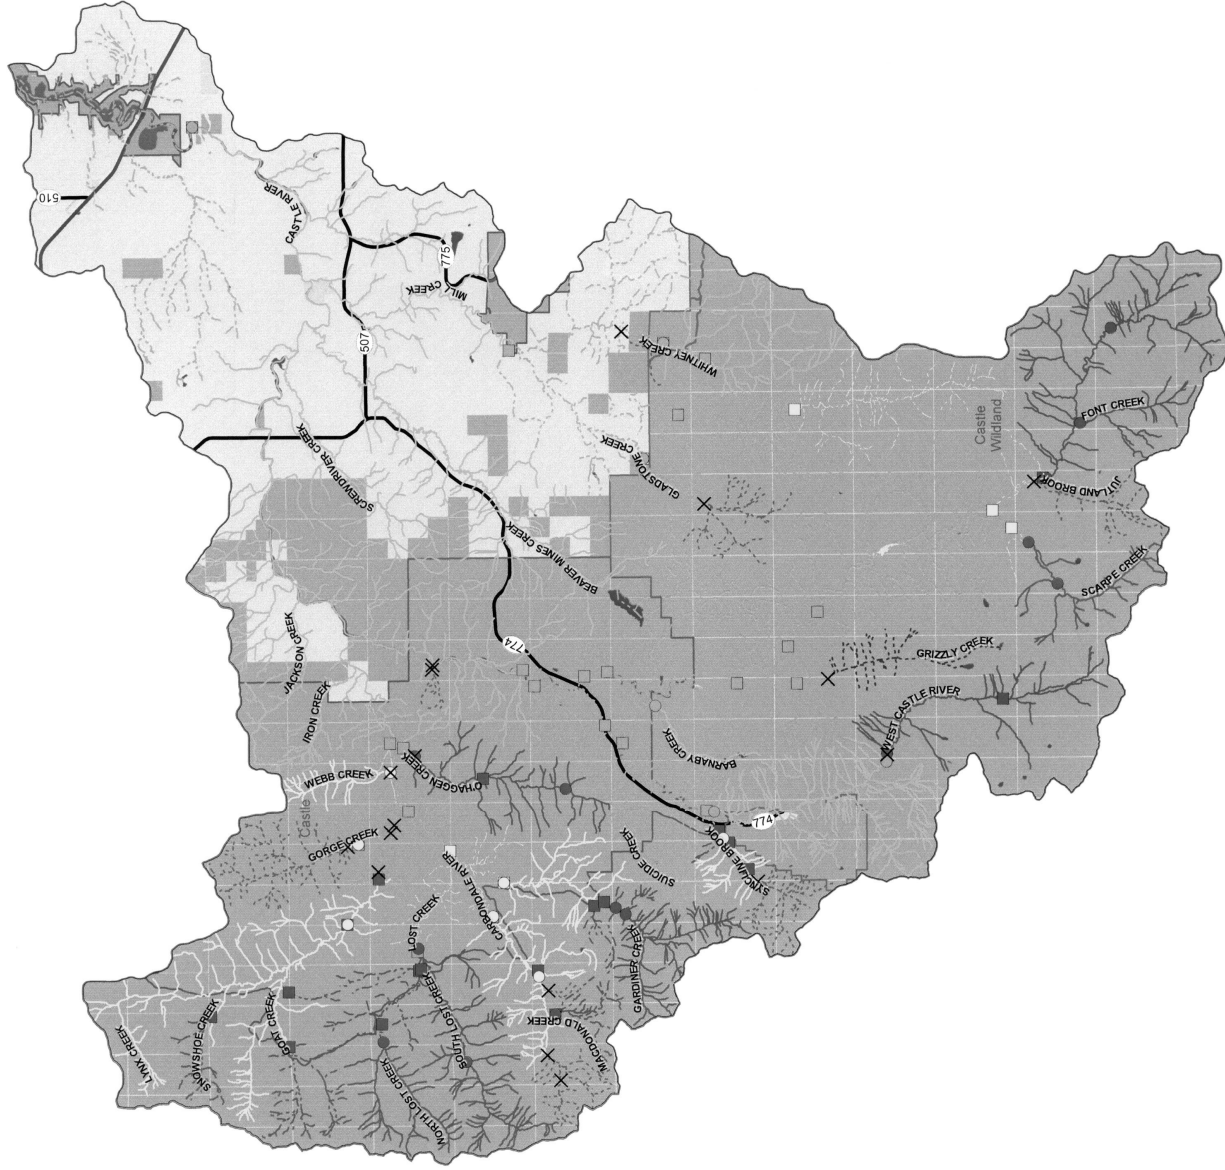 510
CASTLE RIVER
775
MILL CREEK
507
WHITNEY CREEK
Castle
Wildland
FONT CREEK
SCREWDRIVER CREEK
GLADSTONE CREEK
JUTLAND BROOK
BEAVER MINES CREEK
SCARPE CREEK
774
JACKSON CREEK
GRIZZLY CREEK
IRON CREEK
WEST CASTLE RIVER
BARNABY CREEK
WEBB CREEK
O'HAGGEN CREEK
Castle
774
GORGE CREEK
SUICIDE CREEK
SYNCLINE BROOK
CARBONDALE RIVER
LOST CREEK
GARDINER CREEK
SNOWSHOE CREEK
GOAT CREEK
SOUTH LOST CREEK
MACDONALD CREEK
LYNX CREEK
NORTH LOST CREEK